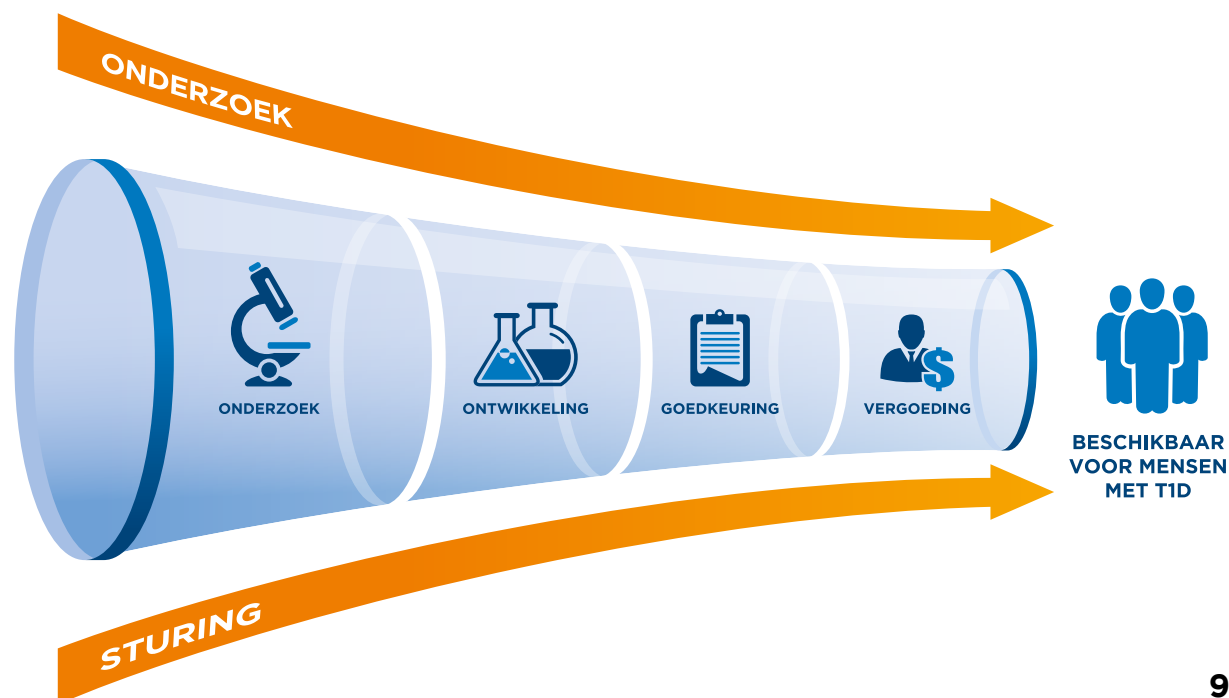 ONDERZOEK
ONDERZOEK
ONTWIKKELING
GOEDKEURING
VERGOEDING
$
BESCHIKBAAR
VOOR MENSEN
MET T1D
STURING
9